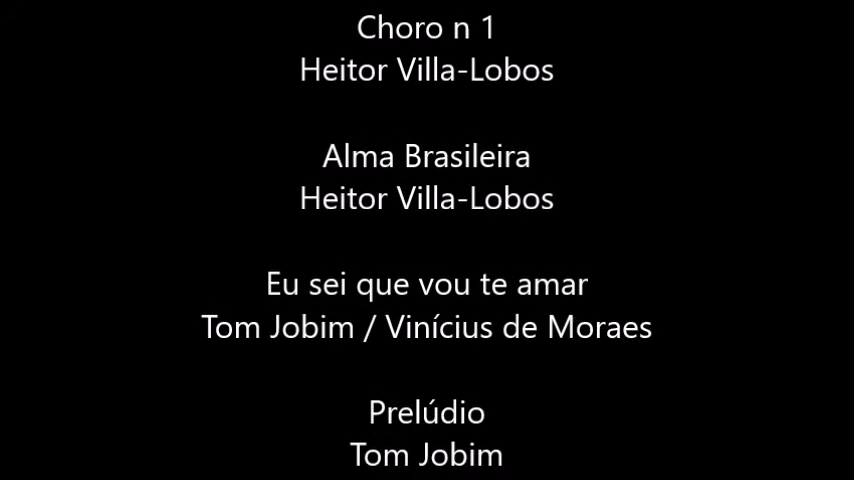 Choro n 1
Heitor Villa-Lobos
Alma Brasileira
Heitor Villa-Lobos
Eu sei que vou te amar
Tom Jobim / Vinícius de Moraes
Prelúdio
Tom Jobim